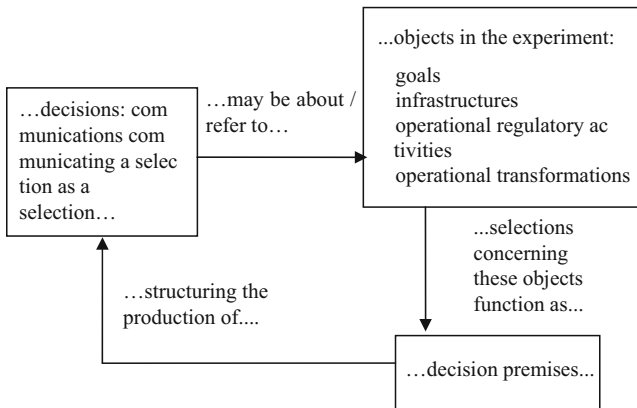 ...objects in the experiment:
goals
infrastructures
operational regulatory ac
tivities
operational transformations
…decisions: com
munications com
municating a selec
tion as a
selection…
…may be about /
refer to…
...selections
concerning
these objects
function as...
…decision premises...
…structuring the
production of....